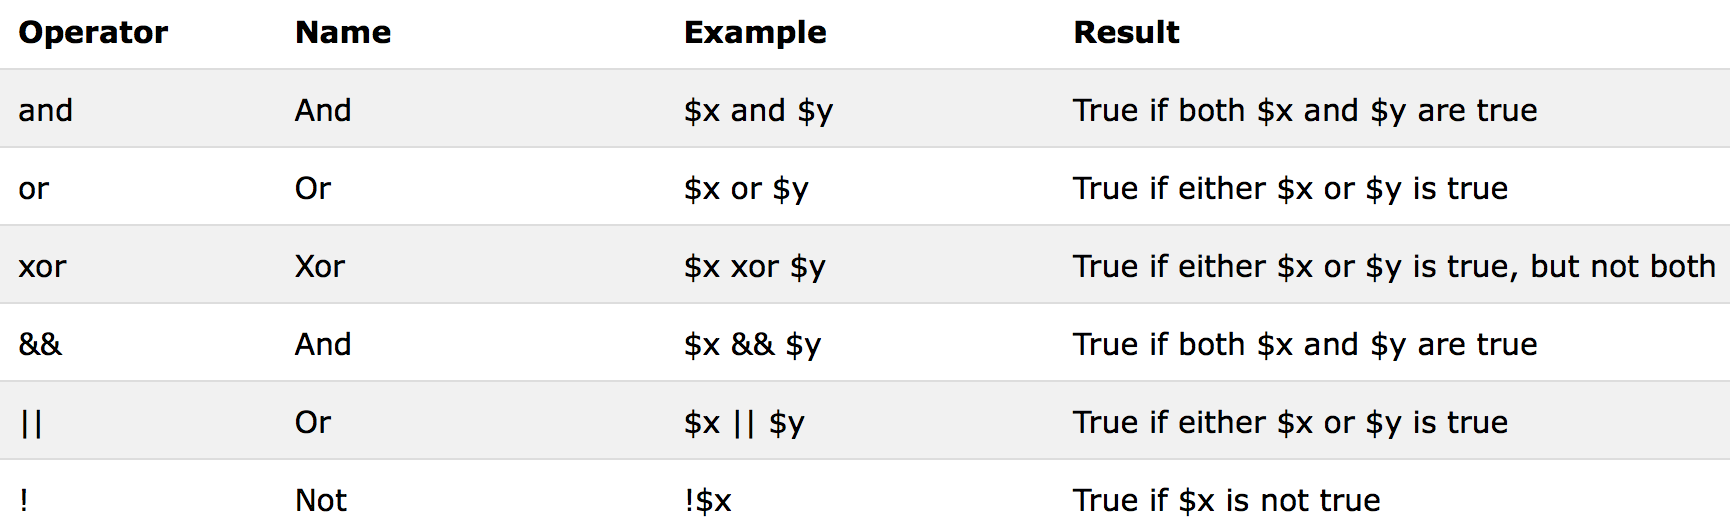 Operator Name Example Result
and And $x and $y True if both $x and $y are true
or Or $x or $y True if either $x or $y is true
xor Xor $x xor $y True if either $x or $y is true, but not both
&& And $x && $y True if both $x and $y are true
|| Or $x || $y True if either $x or $y is true
! Not !$x True if $x is not true